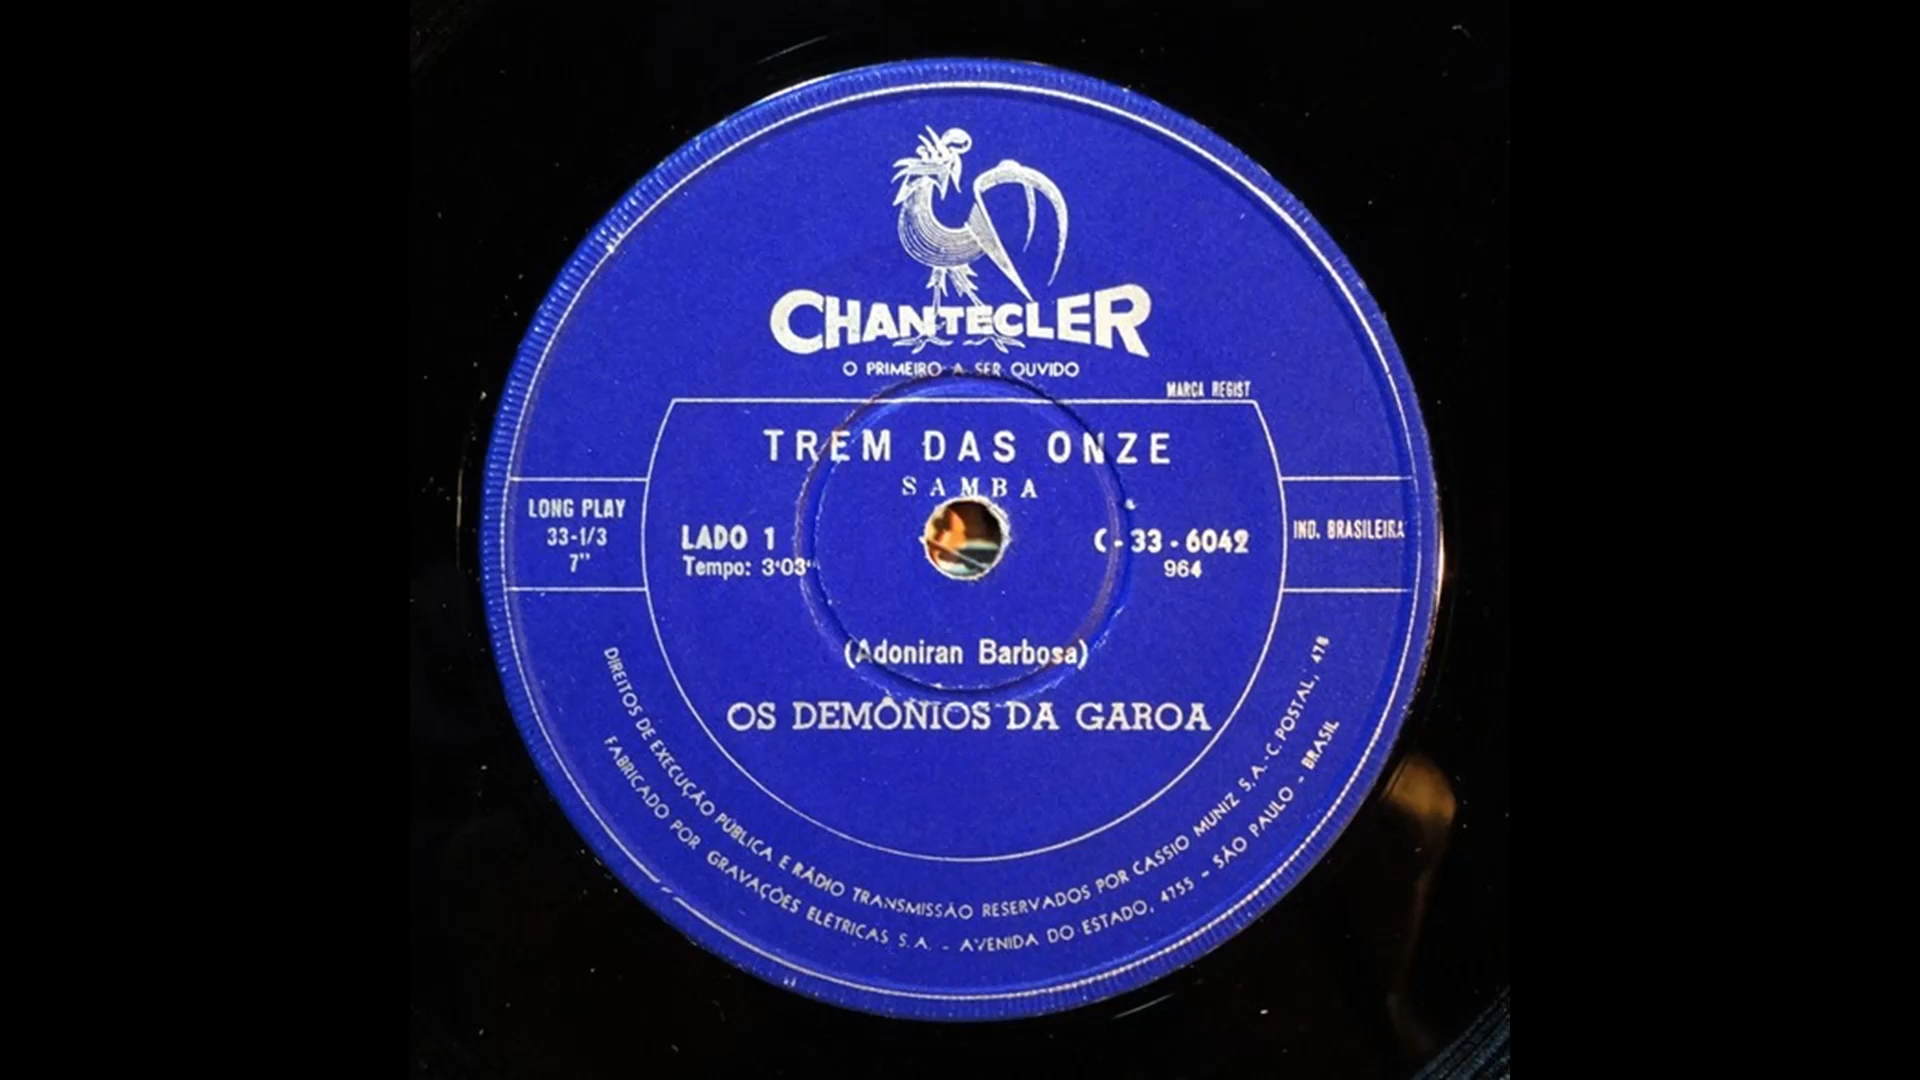 CHANTECLER
O PRIMEIRO A SER OUVIDO
MARCA REGIST
TREM DAS ONZE
SAMBA
LONG PLAY
33-1/3
7"
LADO 1
Tempo: 3'03"
C-33-6042
964
IND. BRASILEIRA
(Adoniran Barbosa)
OS DEMÔNIOS DA GAROA
DIREITOS DE EXECUÇÃO PÚBLICA E RÁDIO TRANSMISSÃO RESERVADOS POR CASSIO MUNIZ S.A.-C. POSTAL, 476
FABRICADO POR GRAVAÇÕES ELÉTRICAS S.A. - AVENIDA DO ESTADO, 4755 - SÃO PAULO - BRASIL